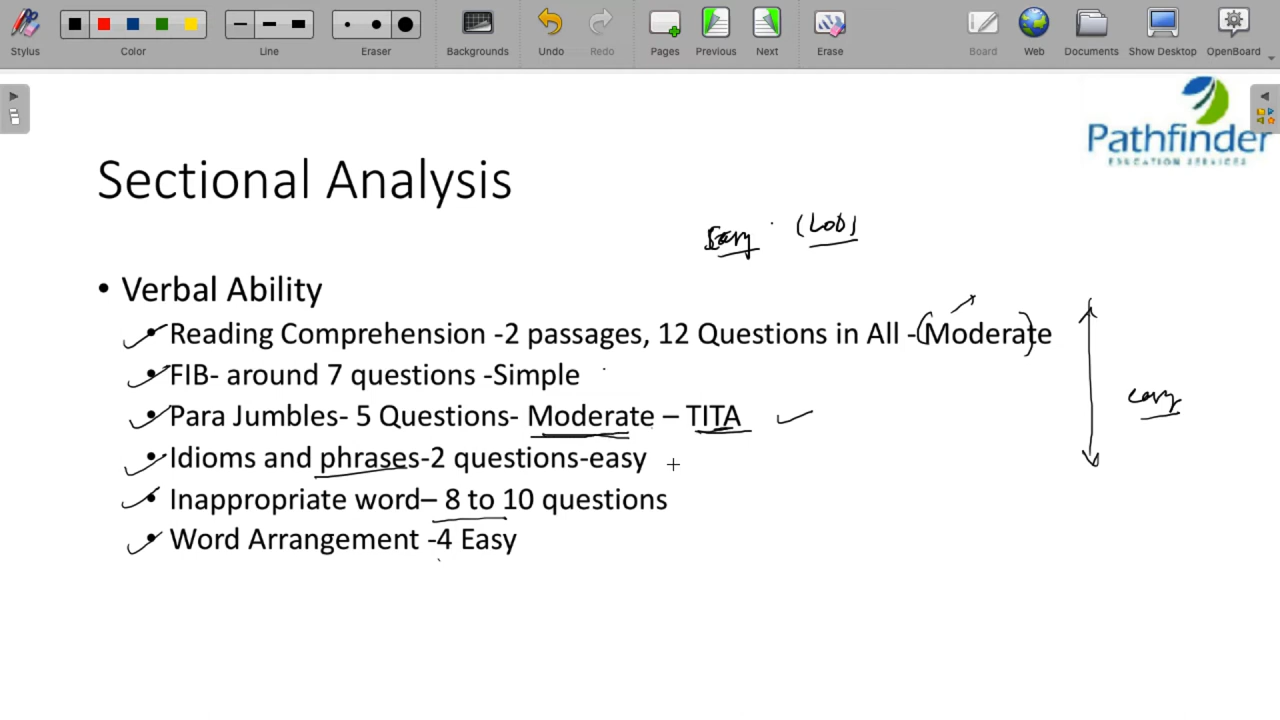 Stylus Color Line Eraser Backgrounds Undo Redo Pages Previous Next Erase Board Web Documents Show Desktop OpenBoard
Pathfinder
EDUCATION SERVICES
Sectional Analysis
Easy (LOD)
• Verbal Ability
• Reading Comprehension -2 passages, 12 Questions in All -(Moderate)
• FIB- around 7 questions -Simple
easy
• Para Jumbles- 5 Questions- Moderate – TITA
• Idioms and phrases-2 questions-easy
• Inappropriate word– 8 to 10 questions
• Word Arrangement -4 Easy